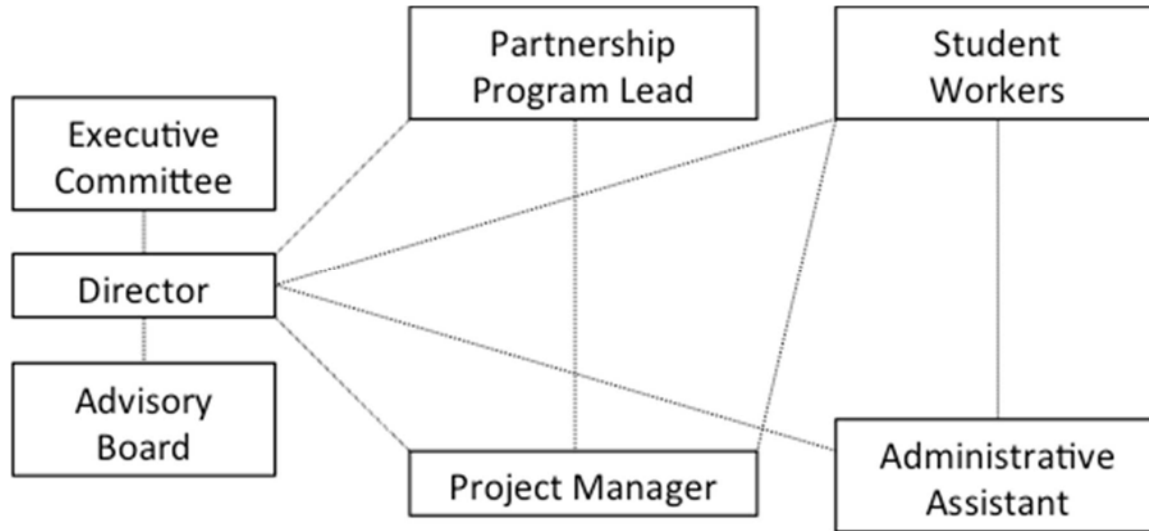 Partnership
Program Lead
Student
Workers
Executive
Committee
Director
Advisory
Board
Project Manager
Administrative
Assistant